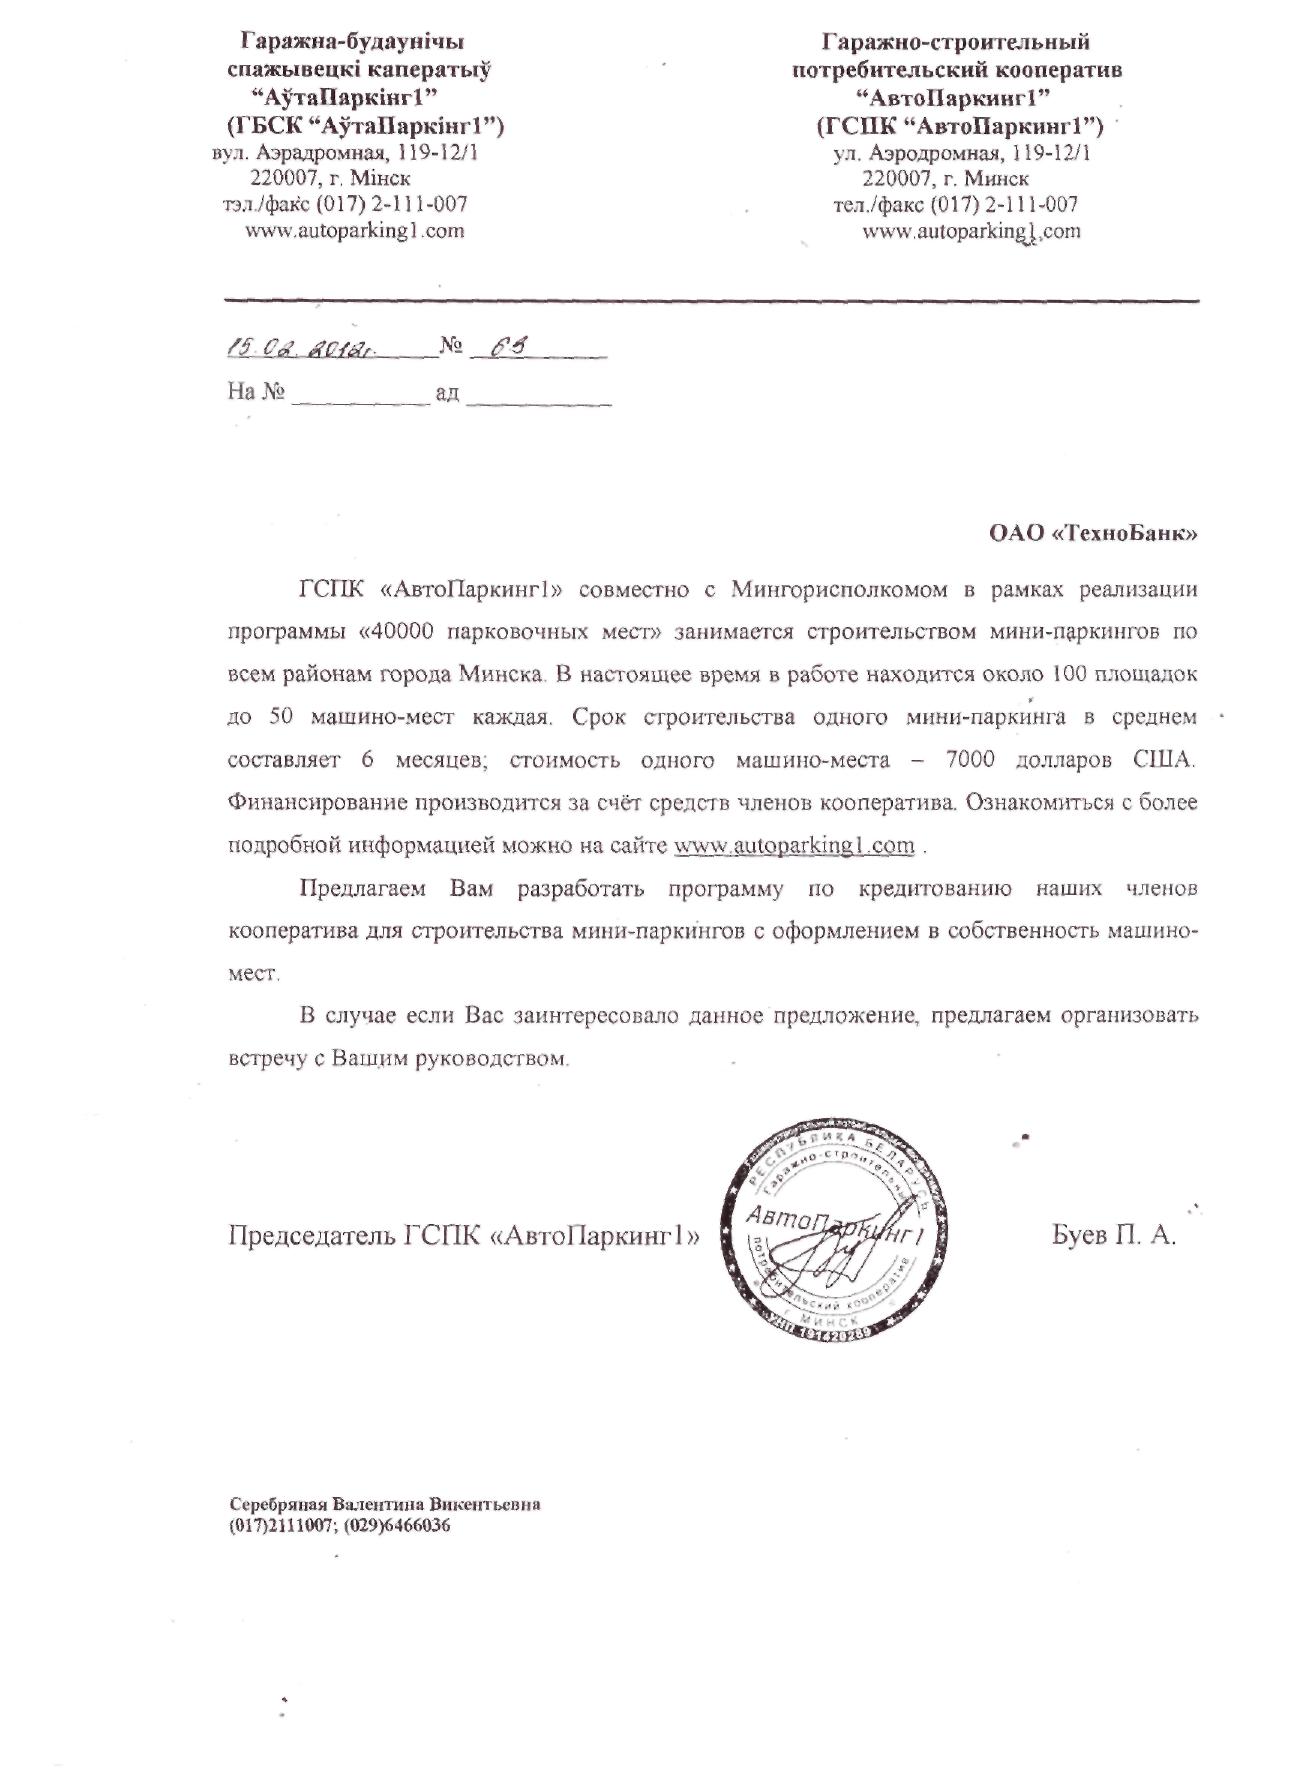 Гаражна-будаунічы
спажывецкі каператыў
“АўтаПаркінг1”
(ГБСК “АўтаПаркінг1”)
вул. Аэрадромная, 119-12/1
220007, г. Мінск
тэл./факс (017) 2-111-007
www.autoparking1.com
Гаражно-строительный
потребительский кооператив
“АвтоПаркинг1”
(ГСПК “АвтоПаркинг1”)
ул. Аэродромная, 119-12/1
220007, г. Минск
тел./факс (017) 2-111-007
www.autoparking1.com
15.02.2012г. № 63
На № ___________ ад ___________
ОАО «ТехноБанк»
ГСПК «АвтоПаркинг1» совместно с Мингорисполкомом в рамках реализации
программы «40000 парковочных мест» занимается строительством мини-паркингов по
всем районам города Минска. В настоящее время в работе находится около 100 площадок
до 50 машино-мест каждая. Срок строительства одного мини-паркинга в среднем
составляет 6 месяцев; стоимость одного машино-места – 7000 долларов США.
Финансирование производится за счёт средств членов кооператива. Ознакомиться с более
подробной информацией можно на сайте www.autoparking1.com .
Предлагаем Вам разработать программу по кредитованию наших членов
кооператива для строительства мини-паркингов с оформлением в собственность машино-
мест.
В случае если Вас заинтересовало данное предложение, предлагаем организовать
встречу с Вашим руководством.
Председатель ГСПК «АвтоПаркинг1»
РЕСПУБЛИКА БЕЛАРУСЬ
Гаражно-строительный
АвтоПаркинг1
потребительский кооператив
г. МИНСК
УНП 191420289
Буев П. А.
Серебряная Валентина Викентьевна
(017)2111007; (029)6466036